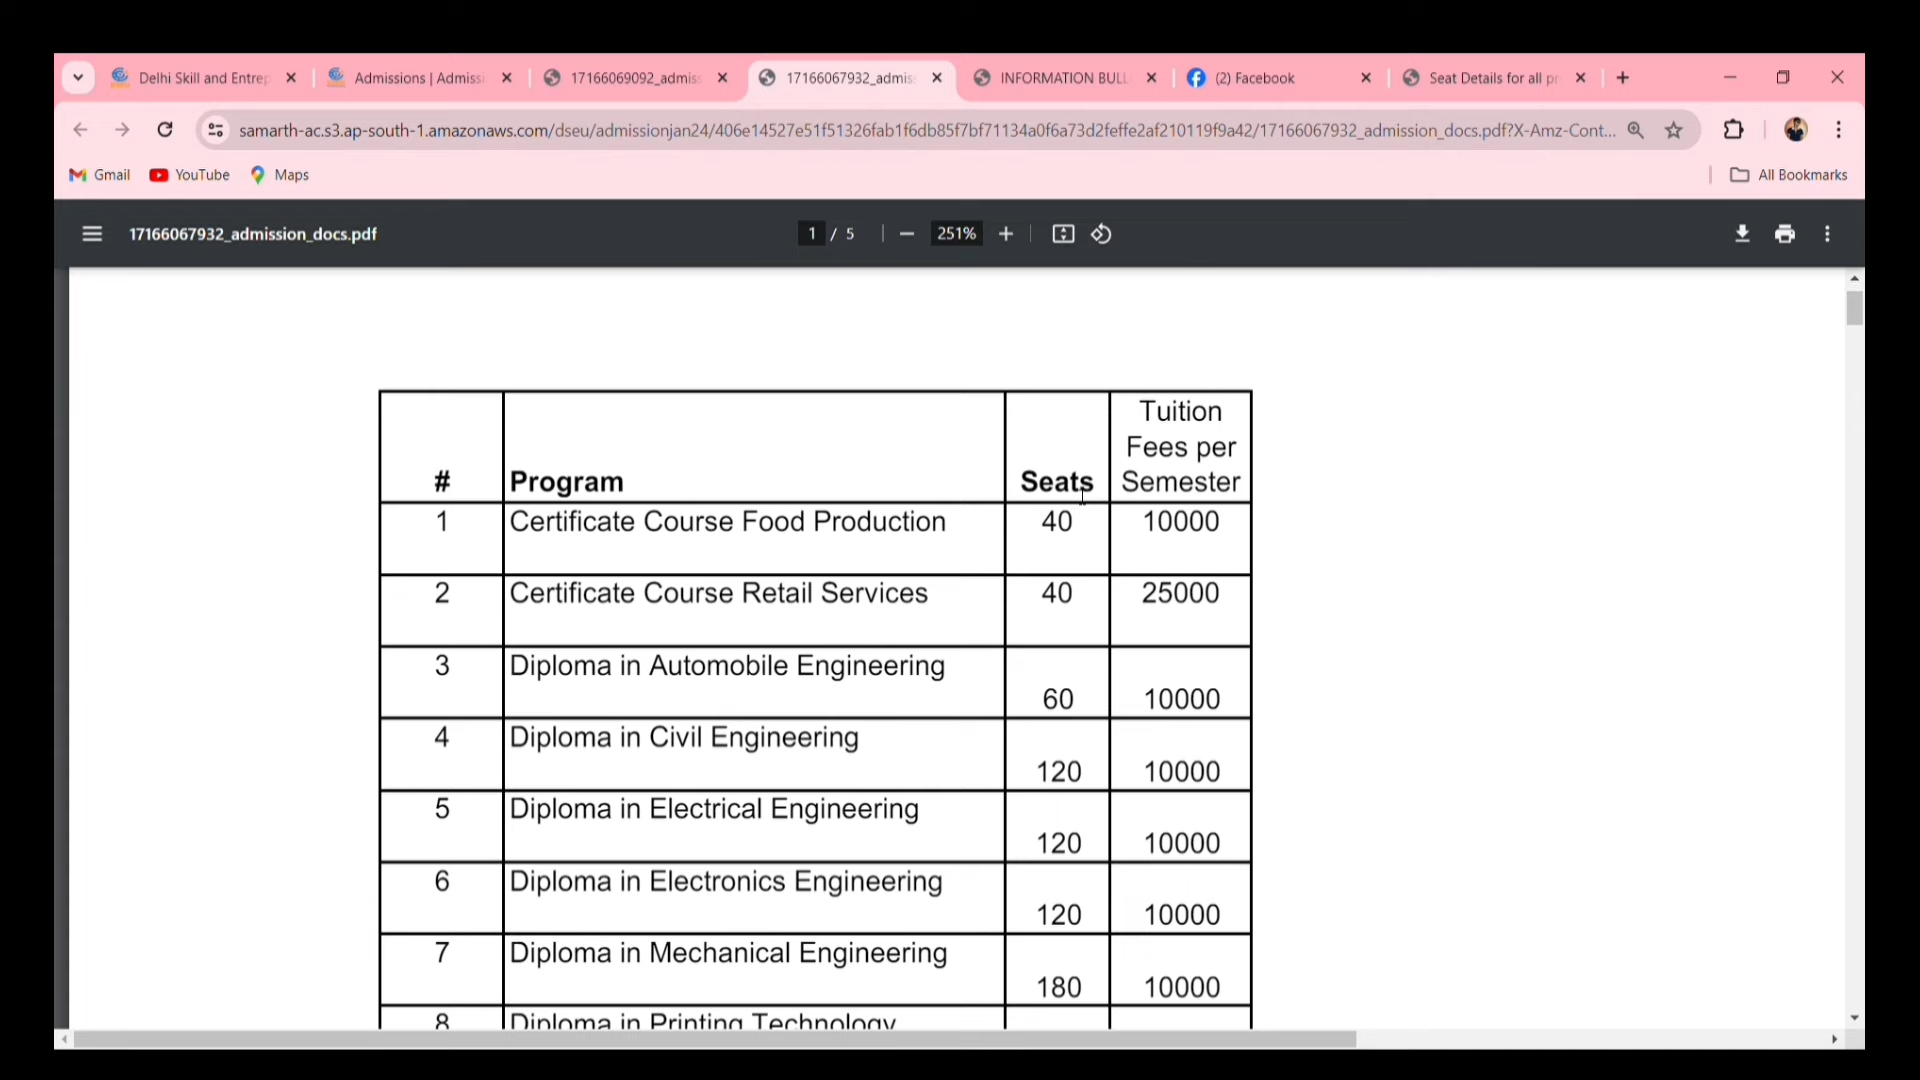 Delhi Skill and Entrep
Admissions | Admissi
17166069092_admiss
17166067932_admis
INFORMATION BULL
(2) Facebook
Seat Details for all pr
samarth-ac.s3.ap-south-1.amazonaws.com/dseu/admissionjan24/406e14527e51f51326fab1f6db85f7bf71134a0f6a73d2feffe2af210119f9a42/17166067932_admission_docs.pdf?X-Amz-Cont...
Gmail YouTube Maps All Bookmarks
17166067932_admission_docs.pdf 1 / 5 251%
# Program Seats Tuition Fees per Semester
1 Certificate Course Food Production 40 10000
2 Certificate Course Retail Services 40 25000
3 Diploma in Automobile Engineering 60 10000
4 Diploma in Civil Engineering 120 10000
5 Diploma in Electrical Engineering 120 10000
6 Diploma in Electronics Engineering 120 10000
7 Diploma in Mechanical Engineering 180 10000
8 Diploma in Printing Technology